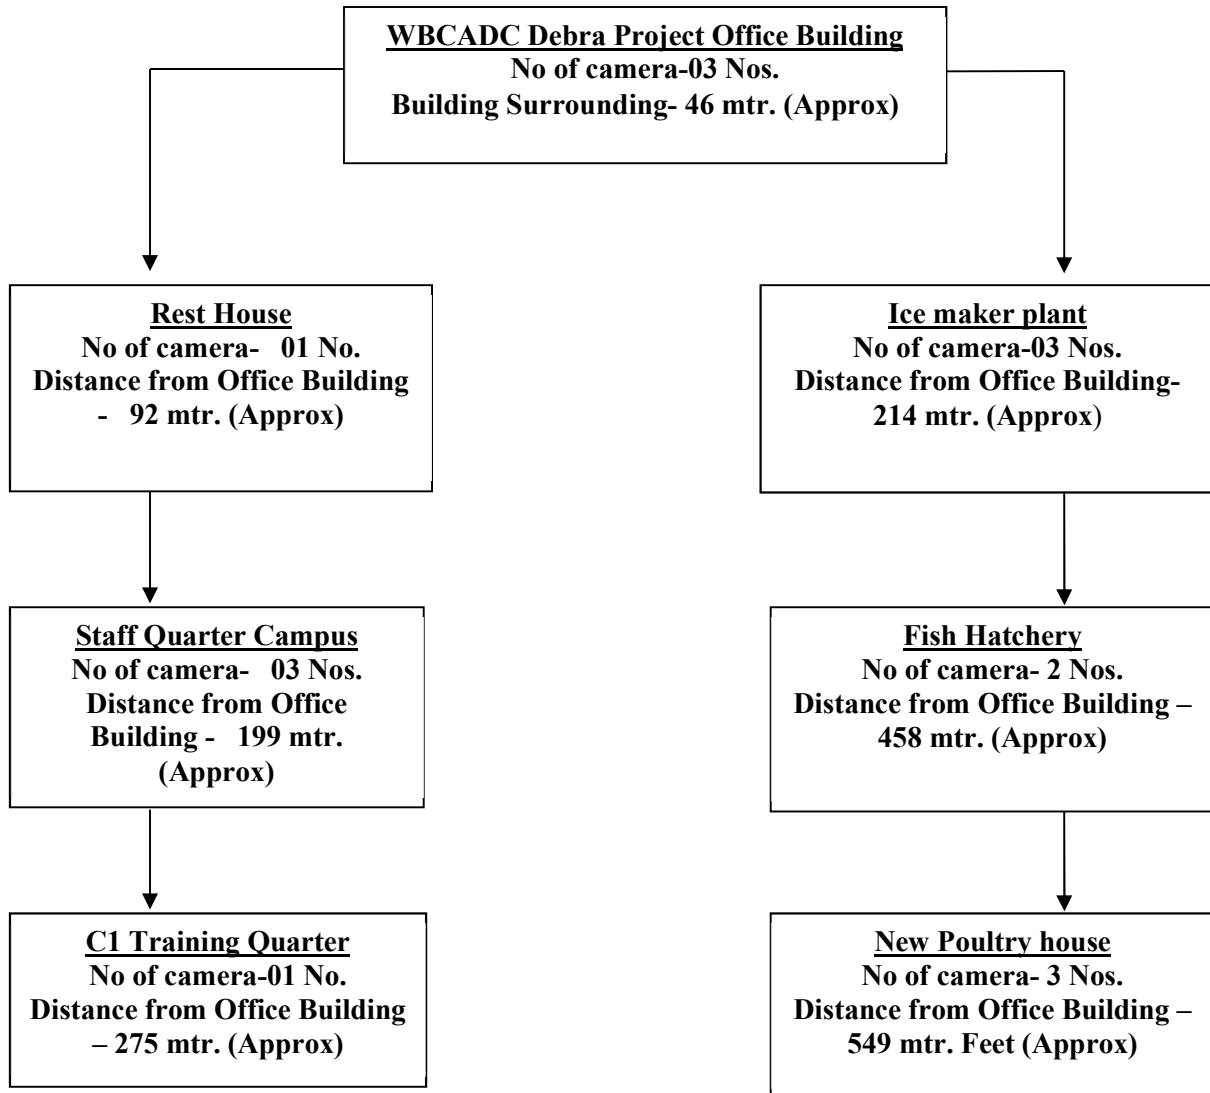 WBCADC Debra Project Office Building
No of camera-03 Nos.
Building Surrounding- 46 mtr. (Approx)
Rest House
No of camera-   01 No.
Distance from Office Building
-   92 mtr. (Approx)
Ice maker plant
No of camera-03 Nos.
Distance from Office Building-
214 mtr. (Approx)
Staff Quarter Campus
No of camera-   03 Nos.
Distance from Office
Building -   199 mtr.
(Approx)
Fish Hatchery
No of camera- 2 Nos.
Distance from Office Building –
458 mtr. (Approx)
C1 Training Quarter
No of camera-01 No.
Distance from Office Building
– 275 mtr. (Approx)
New Poultry house
No of camera- 3 Nos.
Distance from Office Building –
549 mtr. Feet (Approx)